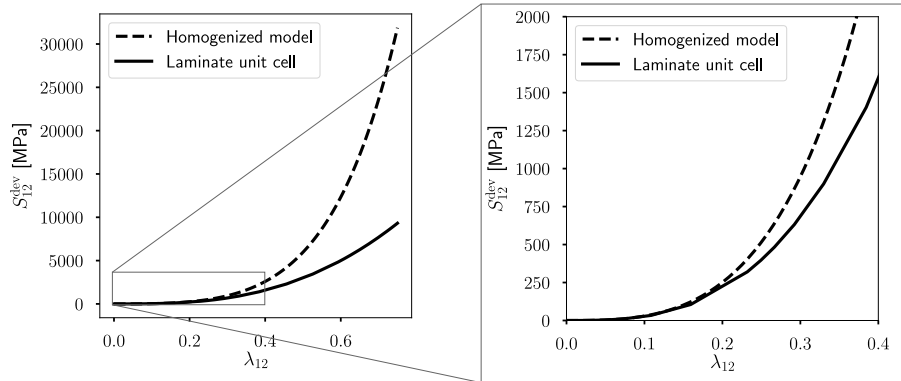 30000
25000
20000
15000
10000
5000
0
S₁₂ᵈᵉᵛ [MPa]
Homogenized model
Laminate unit cell
0.0 0.2 0.4 0.6
λ₁₂
2000
1750
1500
1250
1000
750
500
250
0
S₁₂ᵈᵉᵛ [MPa]
Homogenized model
Laminate unit cell
0.0 0.1 0.2 0.3 0.4
λ₁₂